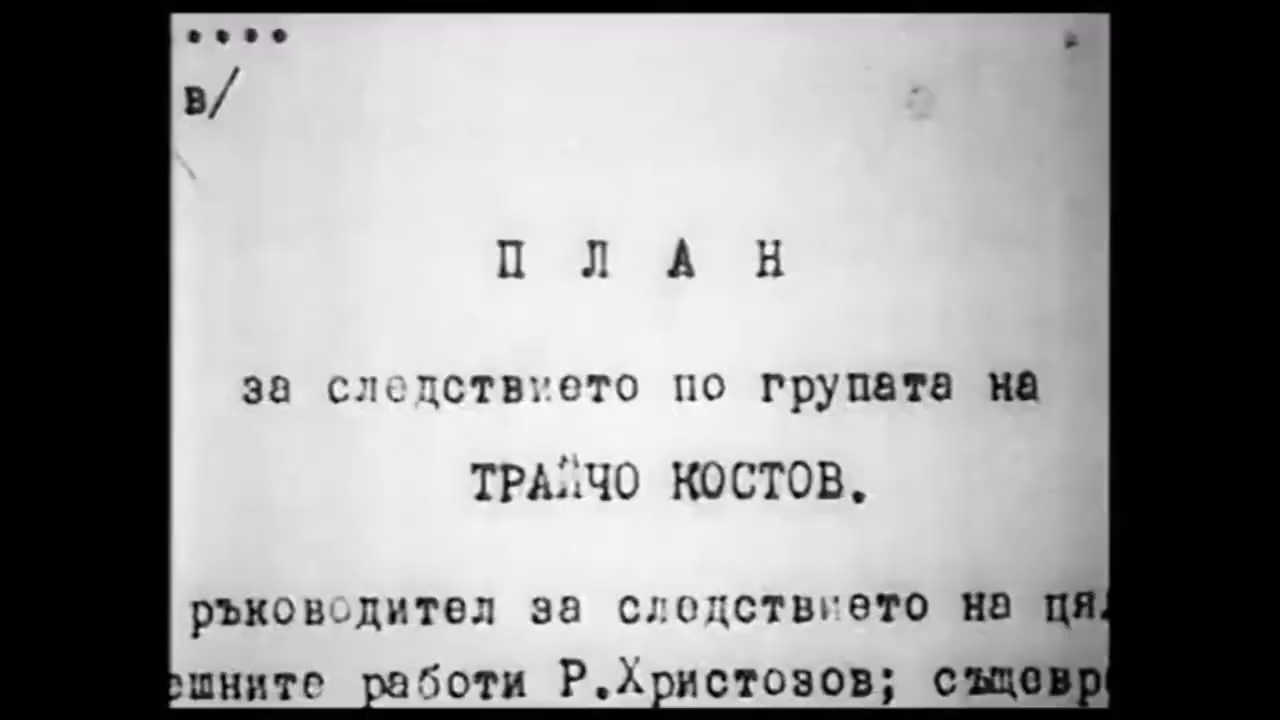 ....
в/
П Л А Н
за следствието по групата на
ТРАЙЧО КОСТОВ.
ръководител за следствието на
работи Р.Христозов;